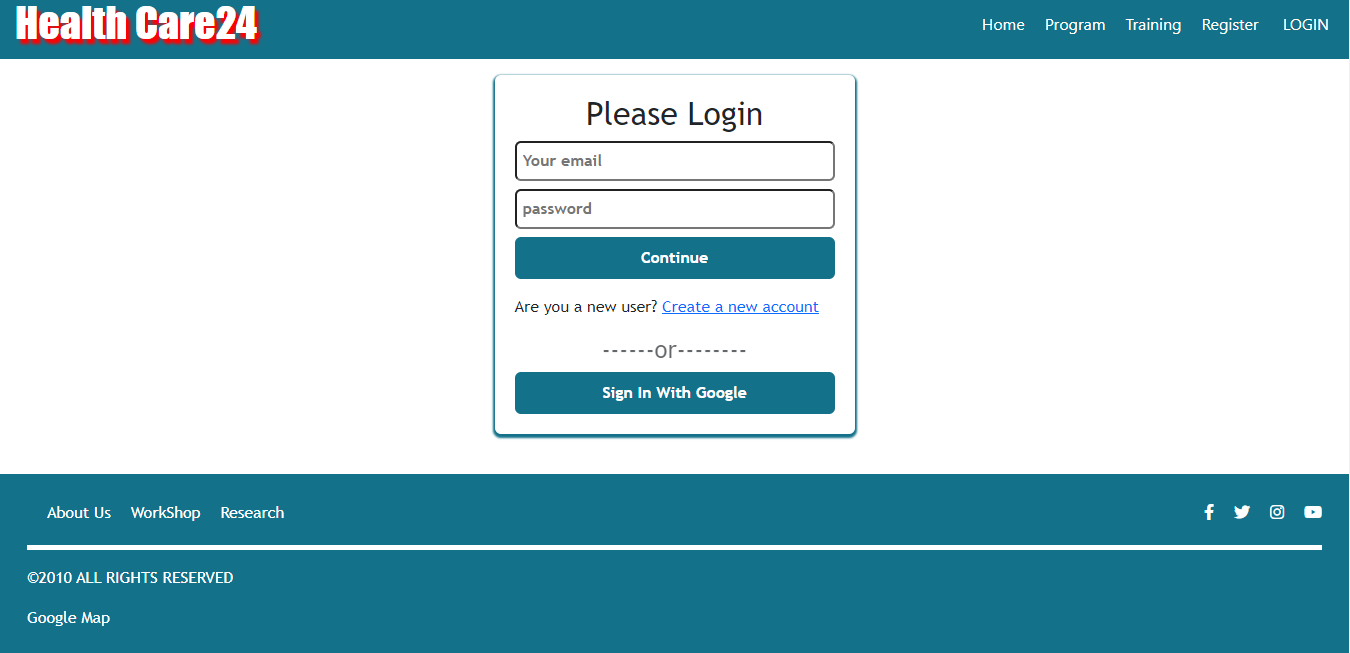 Health Care24
Home Program Training Register LOGIN
Please Login
Your email
password
Continue
Are you a new user? Create a new account
------or--------
Sign In With Google
About Us WorkShop Research
©2010 ALL RIGHTS RESERVED
Google Map